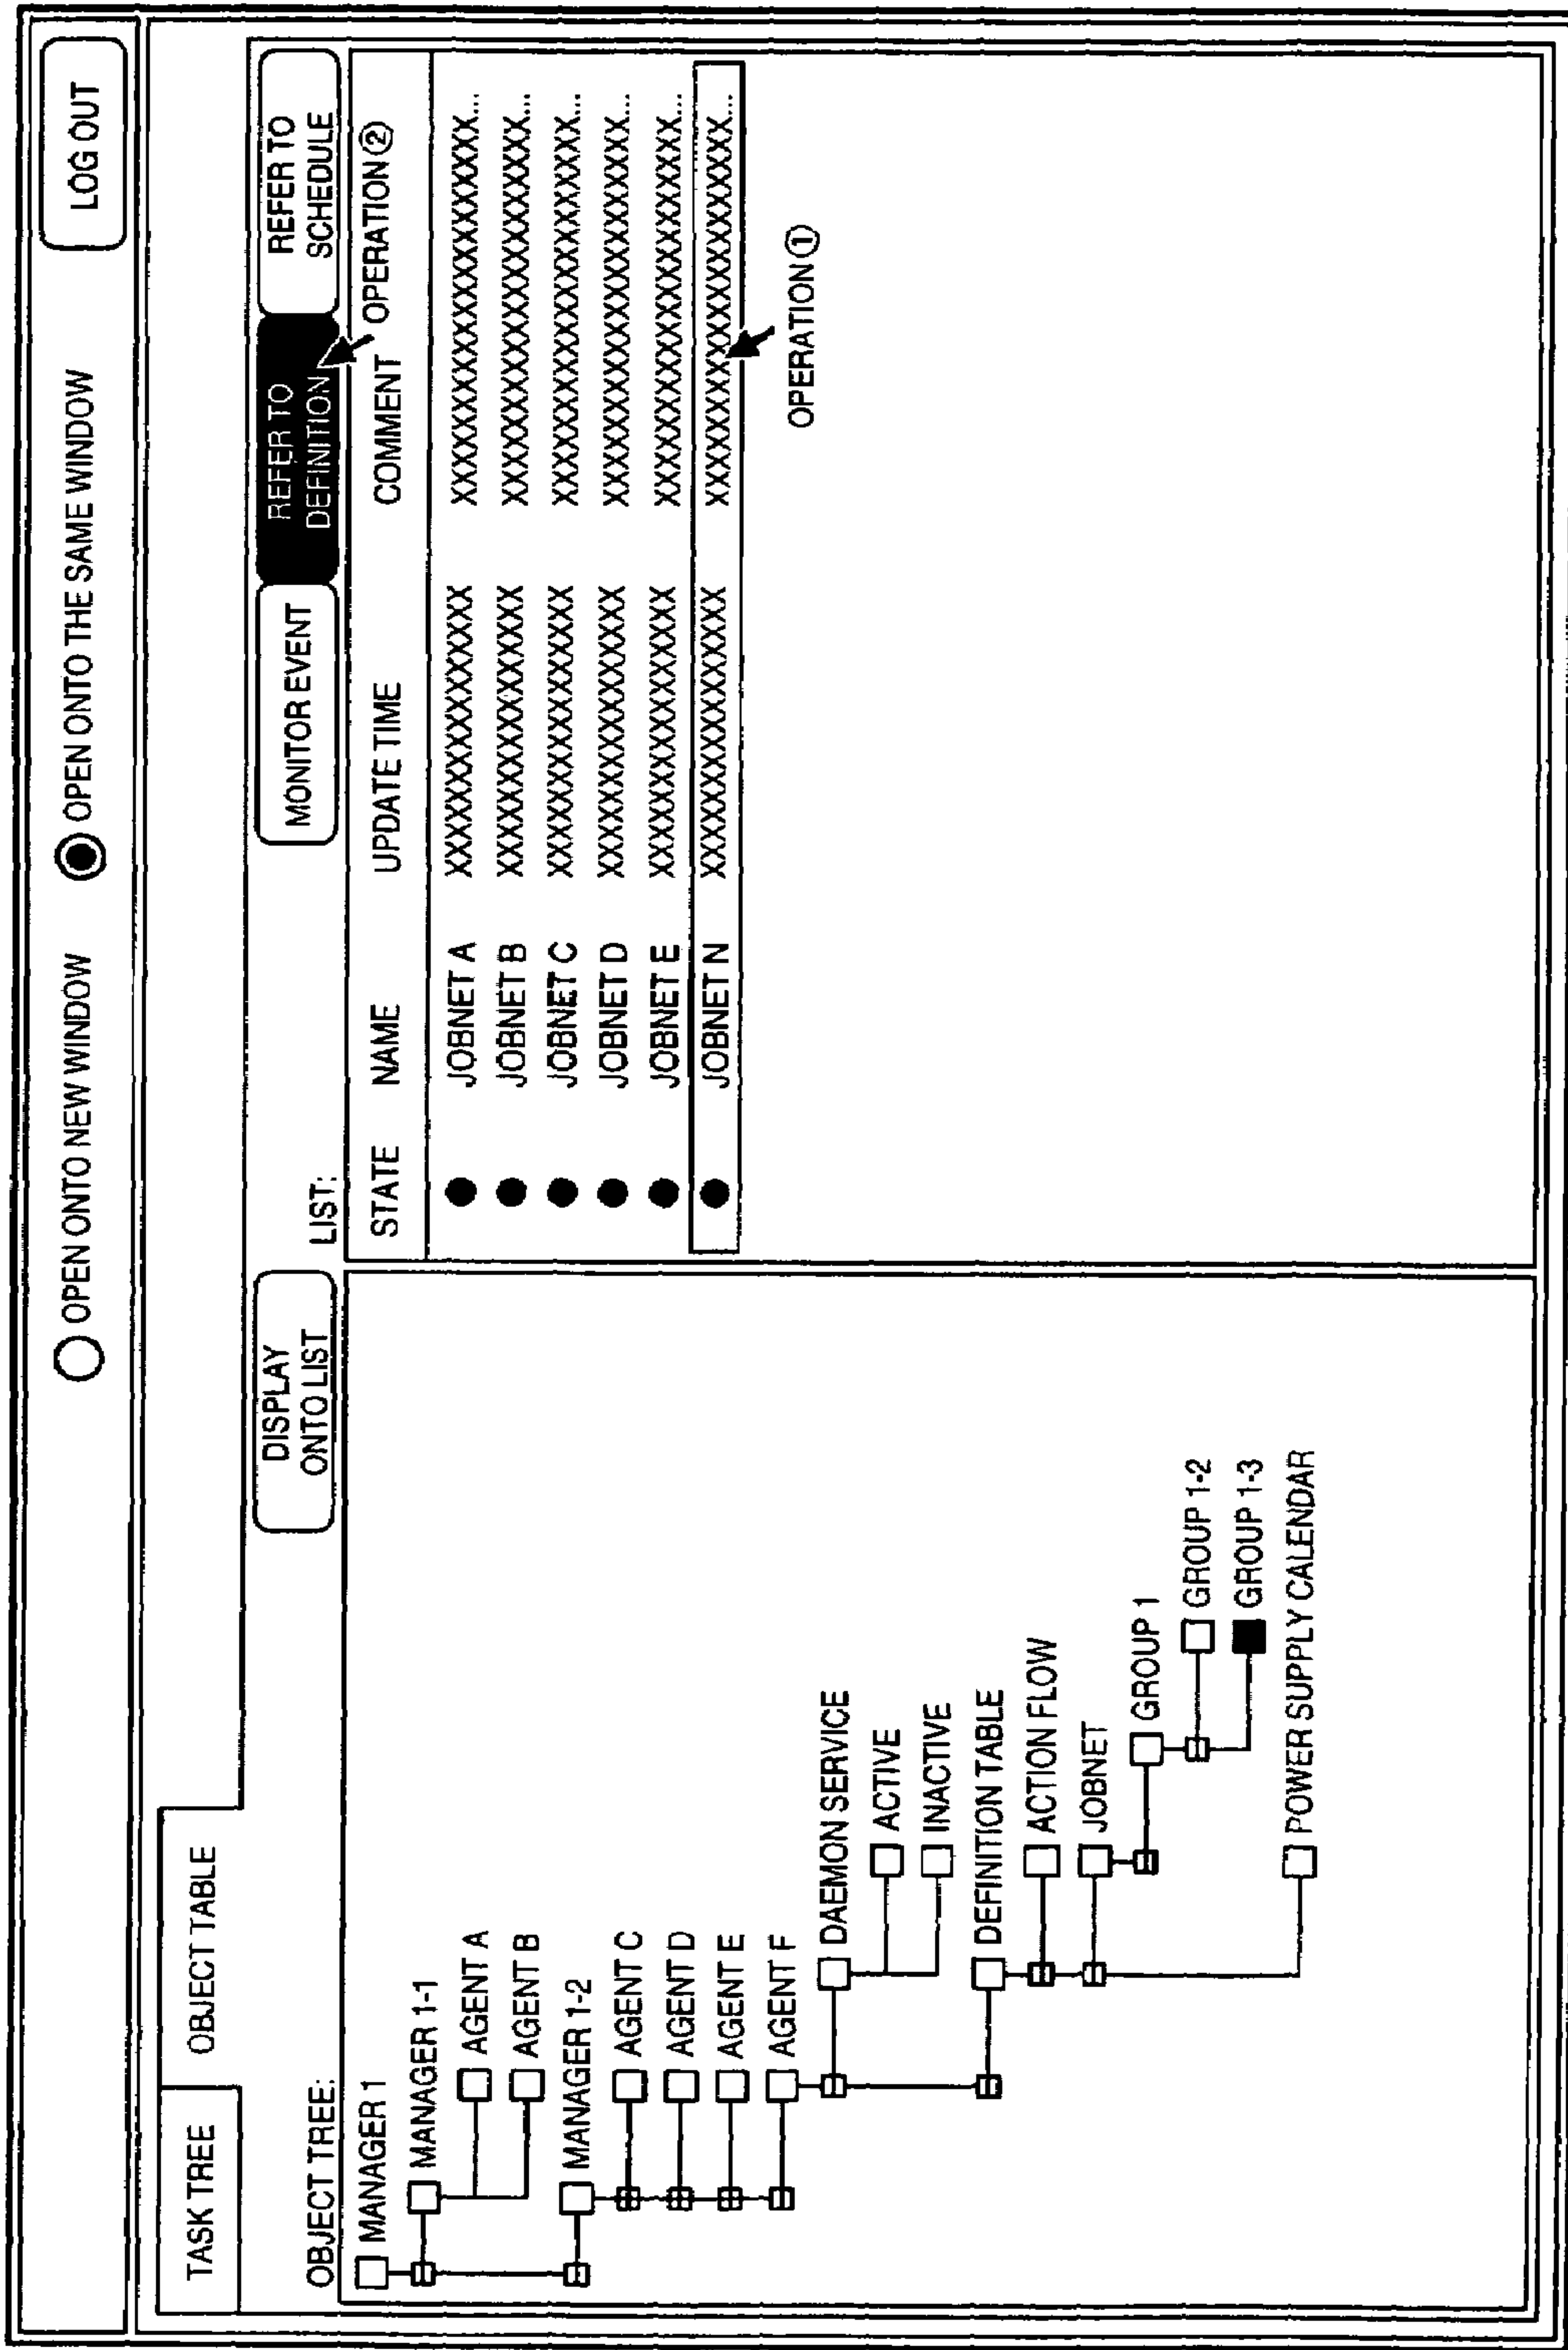 OPEN ONTO NEW WINDOW OPEN ONTO THE SAME WINDOW LOG OUT
TASK TREE OBJECT TABLE
OBJECT TREE:
DISPLAY
ONTO LIST
MANAGER 1
MANAGER 1-1
AGENT A
AGENT B
MANAGER 1-2
AGENT C
AGENT D
AGENT E
AGENT F
DAEMON SERVICE
ACTIVE
INACTIVE
DEFINITION TABLE
ACTION FLOW
JOBNET
GROUP 1
GROUP 1-2
GROUP 1-3
POWER SUPPLY CALENDAR
LIST:
MONITOR EVENT
REFER TO
DEFINITION
REFER TO
SCHEDULE
STATE NAME UPDATE TIME COMMENT OPERATION ②
JOBNET A XXXXXXXXXXXXXXXX XXXXXXXXXXXXXXXXXXXXX...
JOBNET B XXXXXXXXXXXXXXXX XXXXXXXXXXXXXXXXXXXXX...
JOBNET C XXXXXXXXXXXXXXXX XXXXXXXXXXXXXXXXXXXXX...
JOBNET D XXXXXXXXXXXXXXXX XXXXXXXXXXXXXXXXXXXXX...
JOBNET E XXXXXXXXXXXXXXXX XXXXXXXXXXXXXXXXXXXXX...
JOBNET N XXXXXXXXXXXXXXXX XXXXXXXXXXXXXXXXXXXXX...
OPERATION ①